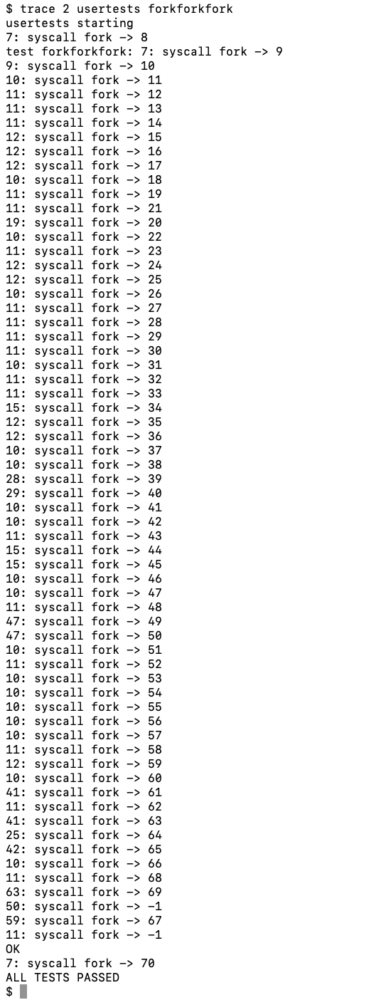 $ trace 2 usertests forkforkfork
usertests starting
7: syscall fork -> 8
test forkforkfork: 7: syscall fork -> 9
9: syscall fork -> 10
10: syscall fork -> 11
11: syscall fork -> 12
11: syscall fork -> 13
11: syscall fork -> 14
12: syscall fork -> 15
12: syscall fork -> 16
12: syscall fork -> 17
10: syscall fork -> 18
11: syscall fork -> 19
11: syscall fork -> 21
19: syscall fork -> 20
10: syscall fork -> 22
11: syscall fork -> 23
12: syscall fork -> 24
12: syscall fork -> 25
10: syscall fork -> 26
11: syscall fork -> 27
11: syscall fork -> 28
11: syscall fork -> 29
11: syscall fork -> 30
10: syscall fork -> 31
11: syscall fork -> 32
11: syscall fork -> 33
15: syscall fork -> 34
12: syscall fork -> 35
12: syscall fork -> 36
10: syscall fork -> 37
10: syscall fork -> 38
28: syscall fork -> 39
29: syscall fork -> 40
10: syscall fork -> 41
10: syscall fork -> 42
11: syscall fork -> 43
15: syscall fork -> 44
15: syscall fork -> 45
10: syscall fork -> 46
10: syscall fork -> 47
11: syscall fork -> 48
47: syscall fork -> 49
47: syscall fork -> 50
10: syscall fork -> 51
11: syscall fork -> 52
10: syscall fork -> 53
10: syscall fork -> 54
10: syscall fork -> 55
10: syscall fork -> 56
10: syscall fork -> 57
11: syscall fork -> 58
12: syscall fork -> 59
10: syscall fork -> 60
41: syscall fork -> 61
11: syscall fork -> 62
41: syscall fork -> 63
25: syscall fork -> 64
42: syscall fork -> 65
10: syscall fork -> 66
11: syscall fork -> 68
63: syscall fork -> 69
50: syscall fork -> -1
59: syscall fork -> 67
11: syscall fork -> -1
OK
7: syscall fork -> 70
ALL TESTS PASSED
$